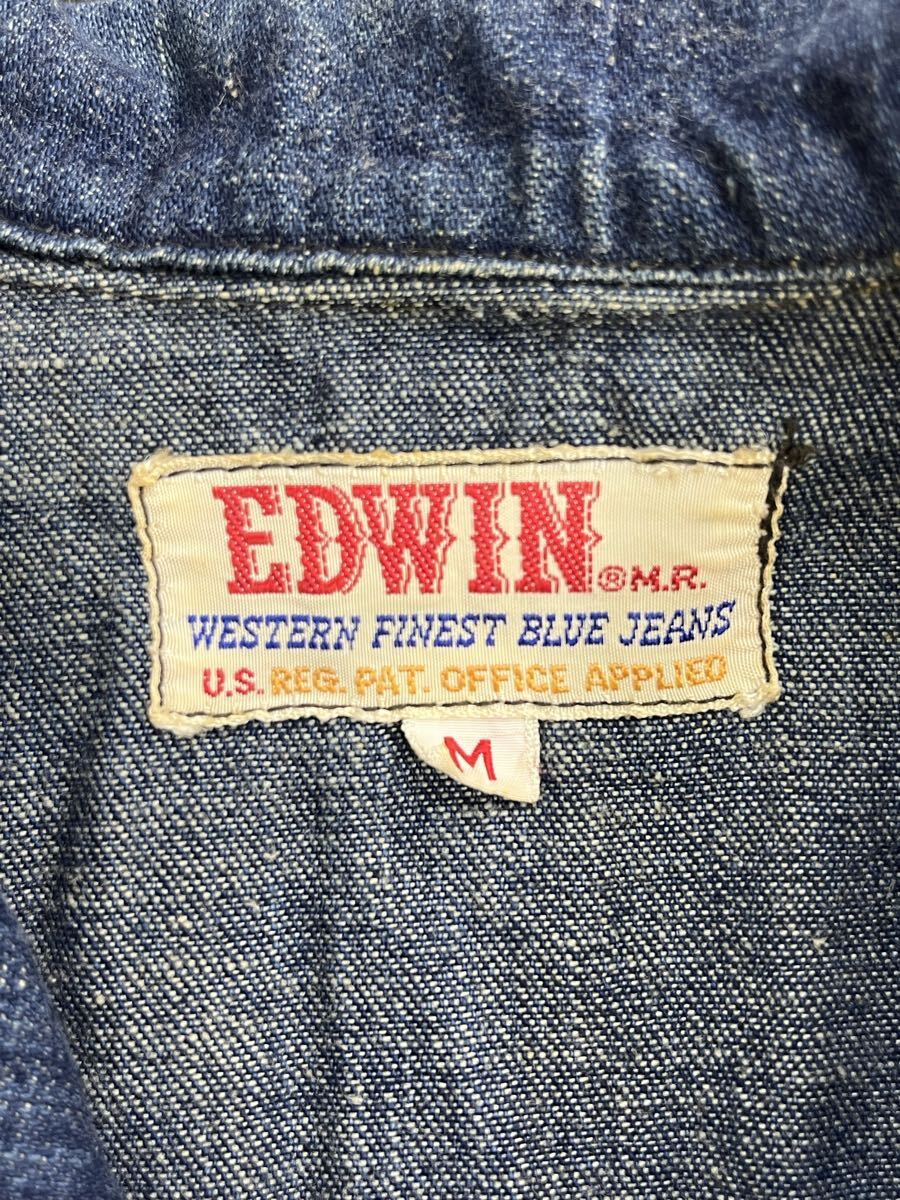 EDWIN ® M.R.
WESTERN FINEST BLUE JEANS
U.S. REG. PAT. OFFICE APPLIED
M